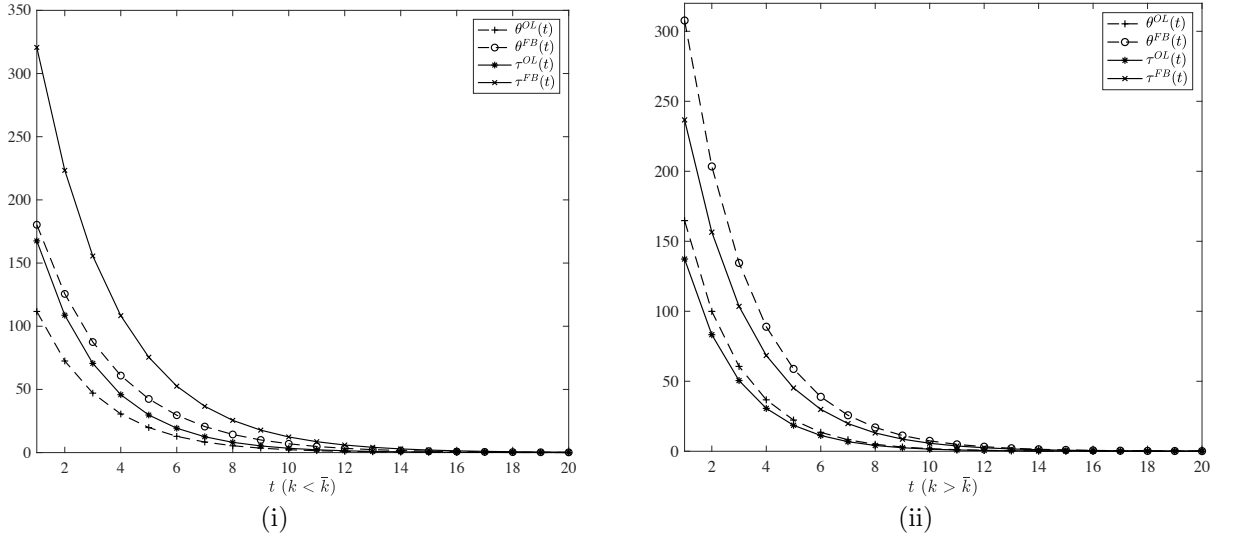 350
300
250
200
150
100
50
0
2 4 6 8 10 12 14 16 18 20
t (k < k̄)
θ^{OL}(t)
θ^{FB}(t)
τ^{OL}(t)
τ^{FB}(t)
(i)
300
250
200
150
100
50
0
2 4 6 8 10 12 14 16 18 20
t (k > k̄)
θ^{OL}(t)
θ^{FB}(t)
τ^{OL}(t)
τ^{FB}(t)
(ii)